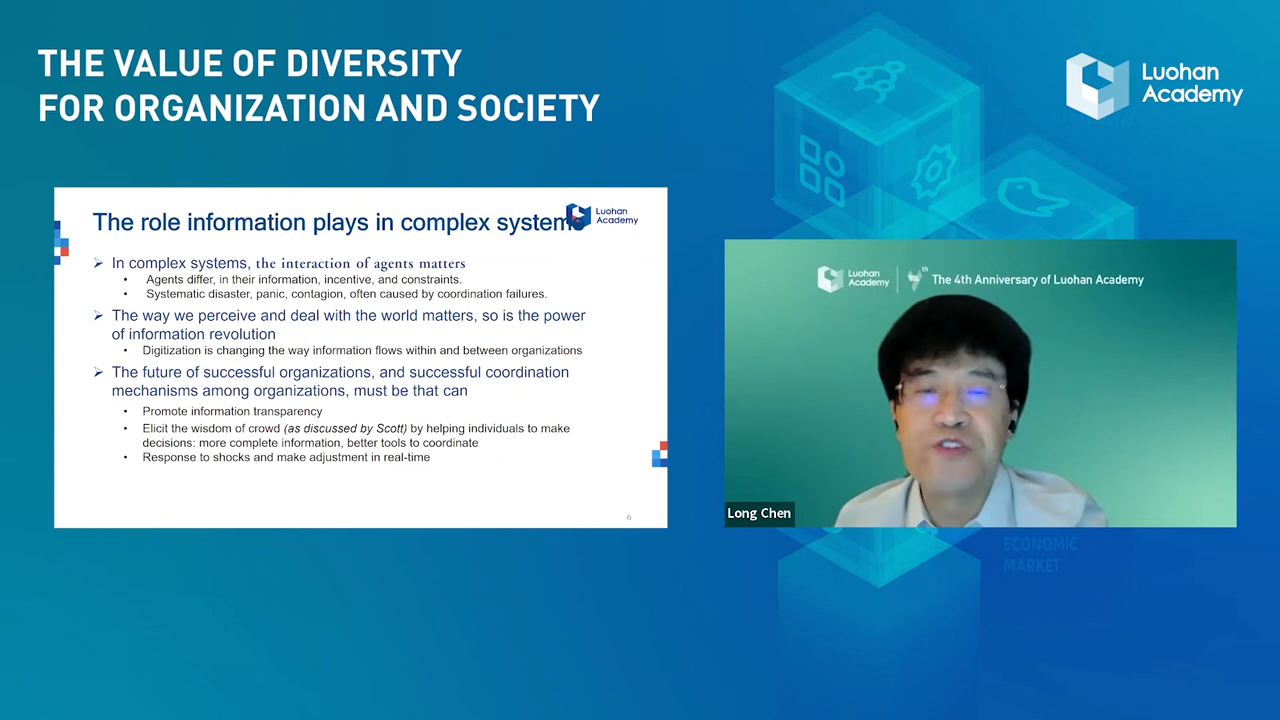 THE VALUE OF DIVERSITY
FOR ORGANIZATION AND SOCIETY
Luohan
Academy
The role information plays in complex systems
Luohan
Academy
➢ In complex systems, the interaction of agents matters
• Agents differ, in their information, incentive, and constraints.
• Systematic disaster, panic, contagion, often caused by coordination failures.
➢ The way we perceive and deal with the world matters, so is the power
of information revolution
• Digitization is changing the way information flows within and between organizations
➢ The future of successful organizations, and successful coordination
mechanisms among organizations, must be that can
• Promote information transparency
• Elicit the wisdom of crowd (as discussed by Scott) by helping individuals to make
decisions: more complete information, better tools to coordinate
• Response to shocks and make adjustment in real-time
6
Luohan
Academy
th
The 4th Anniversary of Luohan Academy
Long Chen
ECONOMIC
MARKET